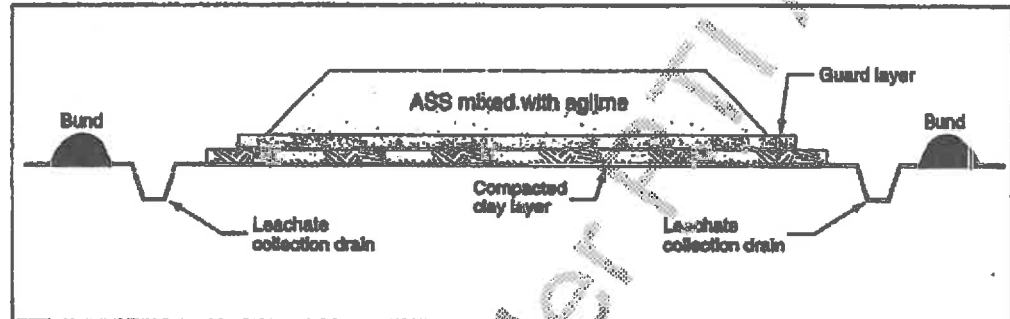 Guard layer
ASS mixed with aglime
Bund
Bund
Compacted
clay layer
Leachate
collection drain
Leachate
collection drain